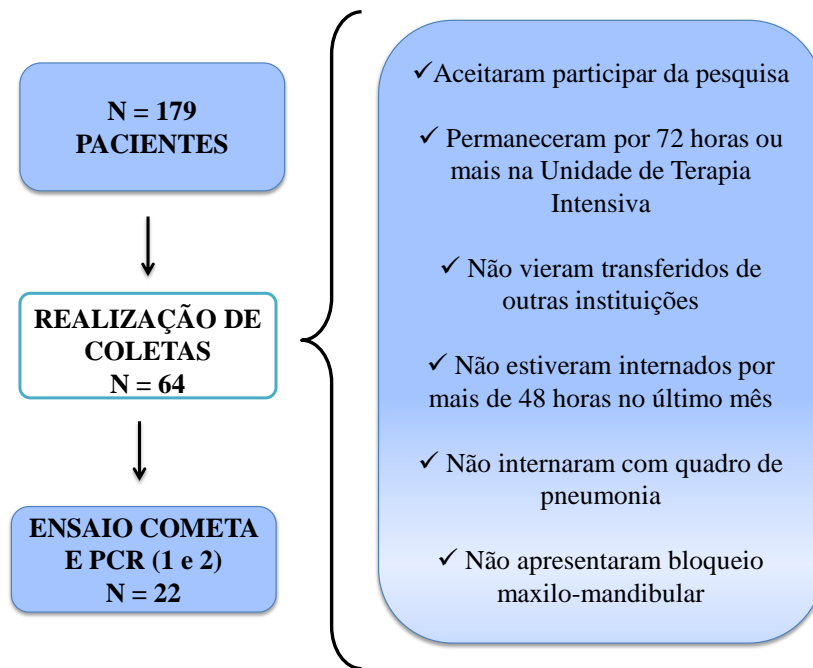 N = 179
PACIENTES
REALIZAÇÃO DE
COLETAS
N = 64
ENSAIO COMETA
E PCR (1 e 2)
N = 22
✓Aceitaram participar da pesquisa
✓ Permaneceram por 72 horas ou
mais na Unidade de Terapia
Intensiva
✓ Não vieram transferidos de
outras instituições
✓ Não estiveram internados por
mais de 48 horas no último mês
✓ Não internaram com quadro de
pneumonia
✓ Não apresentaram bloqueio
maxilo-mandibular